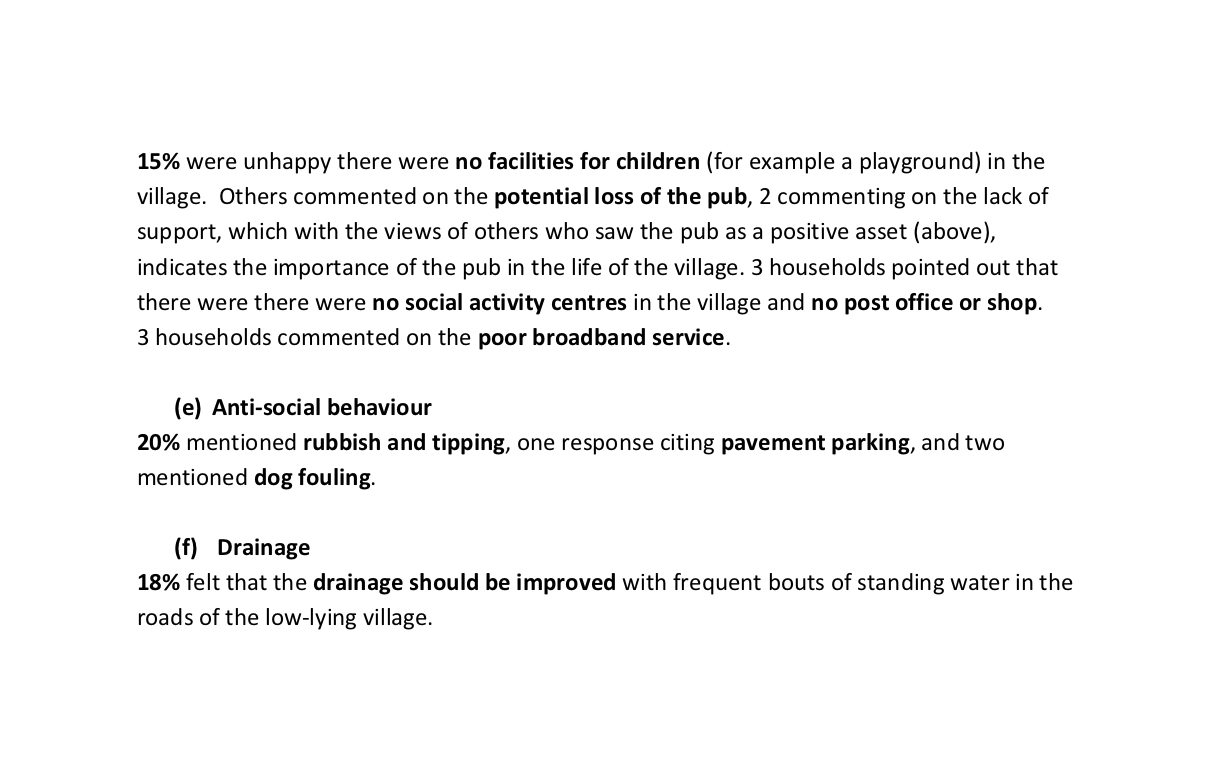 15% were unhappy there were no facilities for children (for example a playground) in the
village.  Others commented on the potential loss of the pub, 2 commenting on the lack of
support, which with the views of others who saw the pub as a positive asset (above),
indicates the importance of the pub in the life of the village. 3 households pointed out that
there were there were no social activity centres in the village and no post office or shop.
3 households commented on the poor broadband service.
(e) Anti-social behaviour
20% mentioned rubbish and tipping, one response citing pavement parking, and two
mentioned dog fouling.
(f) Drainage
18% felt that the drainage should be improved with frequent bouts of standing water in the
roads of the low-lying village.